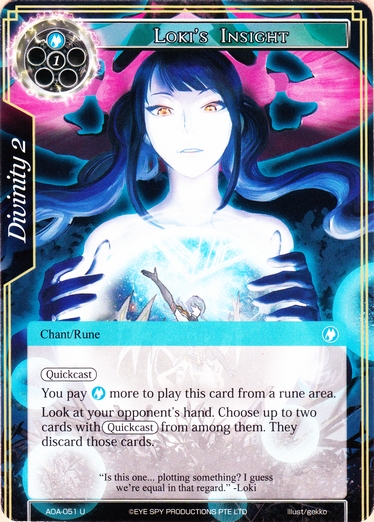 Loki's Insight
1
Divinity 2
Chant/Rune
Quickcast
You pay more to play this card from a rune area.
Look at your opponent's hand. Choose up to two
cards with Quickcast from among them. They
discard those cards.
"Is this one... plotting something? I guess
we're equal in that regard." -Loki
AOA-051 U ©EYE SPY PRODUCTIONS PTE LTD Illust/gekko